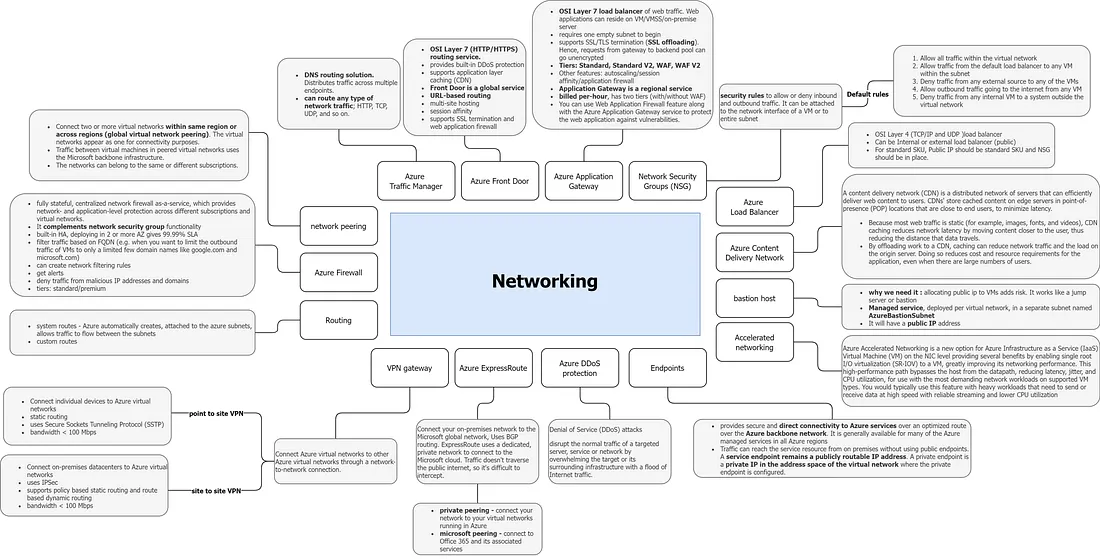 OSI Layer 7 load balancer of web traffic. Web
applications can reside on VM/VMSS/on-premise
server
requires one empty subnet to begin
supports SSL/TLS termination (SSL offloading).
Hence, requests from gateway to backend pool can
go unencrypted
Tiers: Standard, Standard V2, WAF, WAF V2
Other features: autoscaling/session
affinity/application firewall
Application Gateway is a regional service
billed per-hour, has two tiers (with/without WAF)
You can use Web Application Firewall feature along
with the Azure Application Gateway service to protect
the web application against vulnerabilities.
OSI Layer 7 (HTTP/HTTPS)
routing service.
provides built-in DDoS protection
supports application layer
caching (CDN)
Front Door is a global service
URL-based routing
multi-site hosting
session affinity
supports SSL termination and
web application firewall
DNS routing solution.
Distributes traffic across multiple
endpoints.
can route any type of
network traffic; HTTP, TCP,
UDP, and so on.
security rules to allow or deny inbound
and outbound traffic. It can be attached
to the network interface of a VM or to
entire subnet
Default rules
1. Allow all traffic within the virtual network
2. Allow traffic from the default load balancer to any VM
within the subnet
3. Deny traffic from any external source to any of the VMs
4. Allow outbound traffic going to the internet from any VM
5. Deny traffic from any internal VM to a system outside the
virtual network
Connect two or more virtual networks within same region or
across regions (global virtual network peering). The virtual
networks appear as one for connectivity purposes.
Traffic between virtual machines in peered virtual networks uses
the Microsoft backbone infrastructure.
The networks can belong to the same or different subscriptions.
OSI Layer 4 (TCP/IP and UDP )load balancer
Can be Internal or external load balancer (public)
For standard SKU, Public IP should be standard SKU and NSG
should be in place.
Azure
Traffic Manager
Azure Front Door
Azure Application
Gateway
Network Security
Groups (NSG)
Azure
Load Balancer
A content delivery network (CDN) is a distributed network of servers that can efficiently
deliver web content to users. CDNs' store cached content on edge servers in point-of-
presence (POP) locations that are close to end users, to minimize latency.
Because most web traffic is static (for example, images, fonts, and videos), CDN
caching reduces network latency by moving content closer to the user, thus
reducing the distance that data travels.
By offloading work to a CDN, caching can reduce network traffic and the load on
the origin server. Doing so reduces cost and resource requirements for the
application, even when there are large numbers of users.
fully stateful, centralized network firewall as-a-service, which provides
network- and application-level protection across different subscriptions and
virtual networks.
It complements network security group functionality
built-in HA, deploying in 2 or more AZ gives 99.99% SLA
filter traffic based on FQDN (e.g. when you want to limit the outbound
traffic of VMs to only a limited few domain names like google.com and
microsoft.com)
can create network filtering rules
get alerts
deny traffic from malicious IP addresses and domains
tiers: standard/premium
network peering
Azure Firewall
Routing
Networking
Azure Content
Delivery Network
bastion host
Accelerated
networking
why we need it : allocating public ip to VMs adds risk. It works like a jump
server or bastion
Managed service, deployed per virtual network, in a separate subnet named
AzureBastionSubnet
It will have a public IP address
system routes - Azure automatically creates, attached to the azure subnets,
allows traffic to flow between the subnets
custom routes
Azure Accelerated Networking is a new option for Azure Infrastructure as a Service (IaaS)
Virtual Machine (VM) on the NIC level providing several benefits by enabling single root
I/O virtualization (SR-IOV) to a VM, greatly improving its networking performance. This
high-performance path bypasses the host from the datapath, reducing latency, jitter, and
CPU utilization, for use with the most demanding network workloads on supported VM
types. You would typically use this feature with heavy workloads that need to send or
receive data at high speed with reliable streaming and lower CPU utilization
VPN gateway
Azure ExpressRoute
Azure DDoS
protection
Endpoints
Connect individual devices to Azure virtual
networks
static routing
uses Secure Sockets Tunneling Protocol (SSTP)
bandwidth < 100 Mbps
point to site VPN
Connect on-premises datacenters to Azure virtual
networks
uses IPSec
supports policy based static routing and route
based dynamic routing
bandwidth < 100 Mbps
site to site VPN
Connect Azure virtual networks to other
Azure virtual networks through a network-
to-network connection.
Connect your on-premises network to the
Microsoft global network, Uses BGP
routing. ExpressRoute uses a dedicated,
private network to connect to the
Microsoft cloud. Traffic doesn't traverse
the public internet, so it's difficult to
intercept.
private peering - connect your
network to your virtual networks
running in Azure
microsoft peering - connect to
Office 365 and its associated
services
Denial of Service (DDoS) attacks
disrupt the normal traffic of a targeted
server, service or network by
overwhelming the target or its
surrounding infrastructure with a flood of
Internet traffic.
provides secure and direct connectivity to Azure services over an optimized route
over the Azure backbone network. It is generally available for many of the Azure
managed services in all Azure regions
Traffic can reach the service resource from on premises without using public endpoints.
A service endpoint remains a publicly routable IP address. A private endpoint is
a private IP in the address space of the virtual network where the private
endpoint is configured.